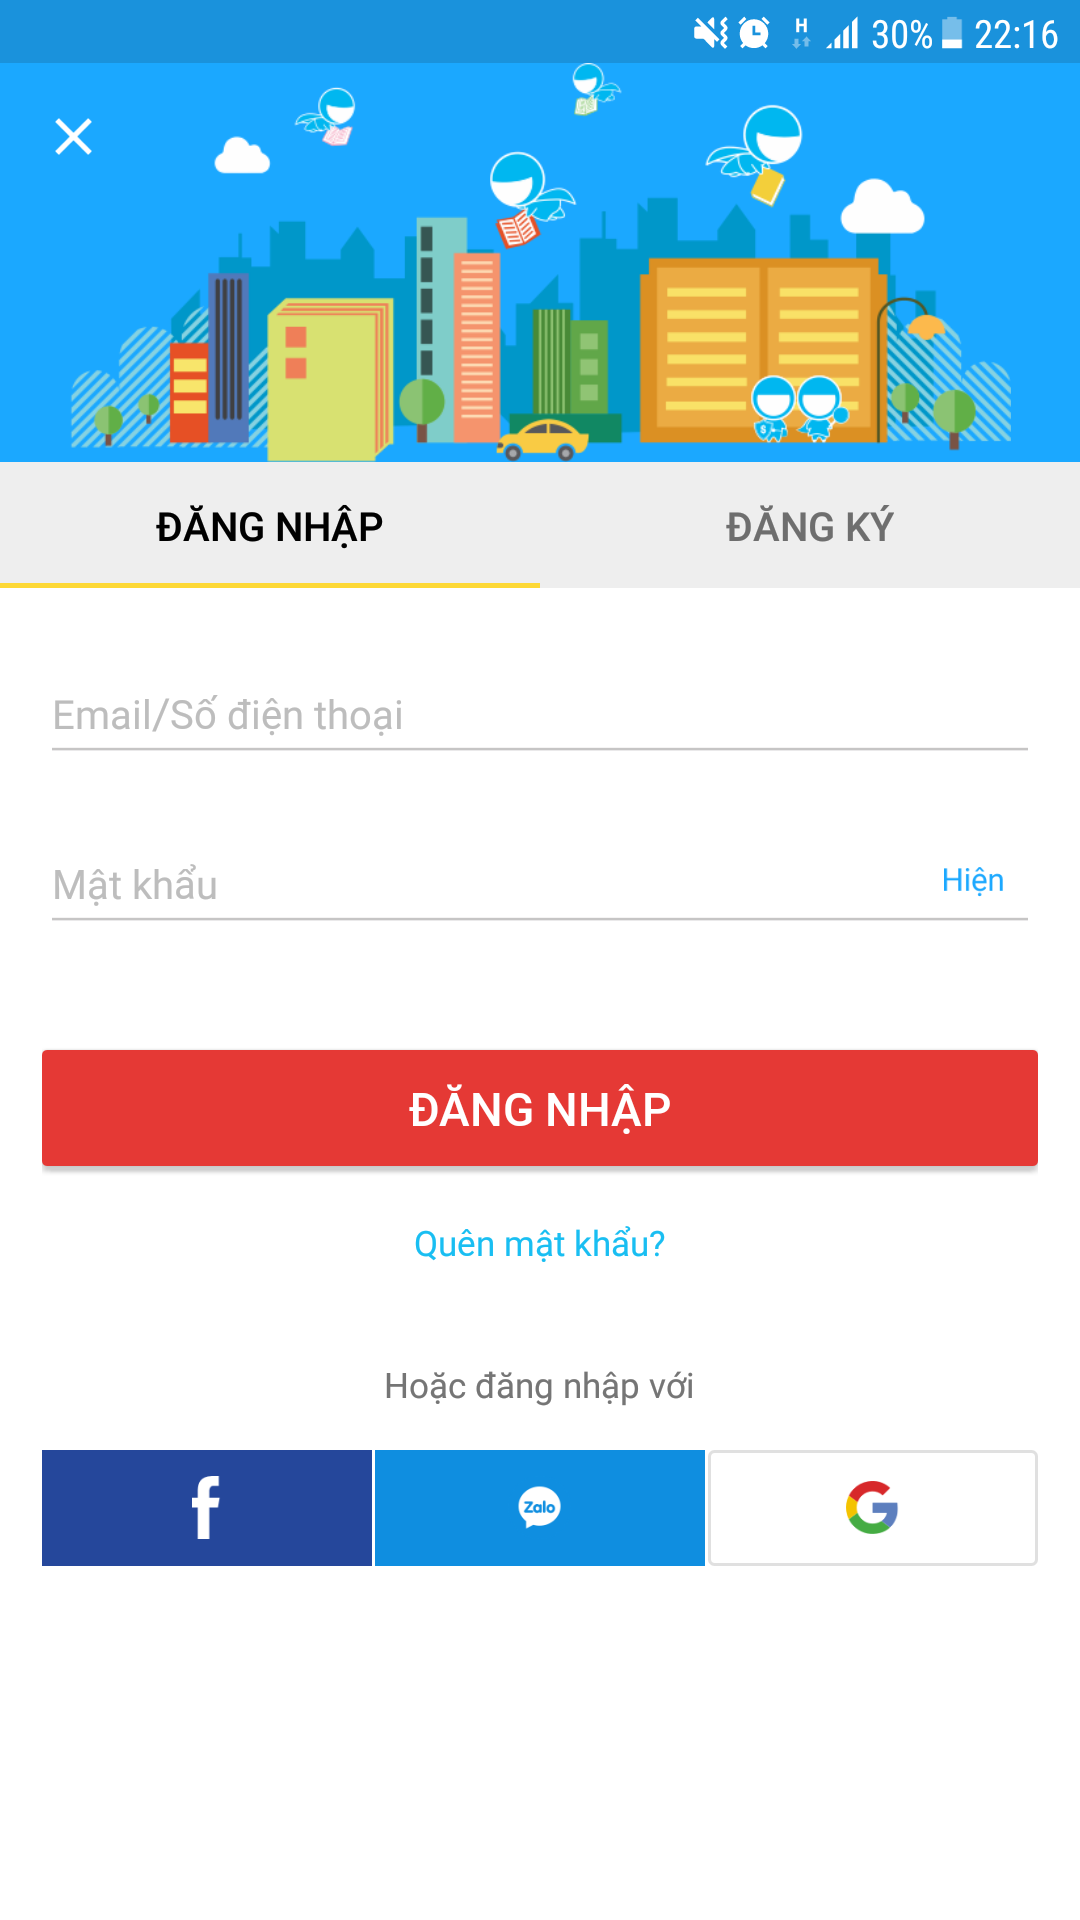 H 30% 22:16
ĐĂNG NHẬP ĐĂNG KÝ
Email/Số điện thoại
Mật khẩu Hiện
ĐĂNG NHẬP
Quên mật khẩu?
Hoặc đăng nhập với
f Zalo G